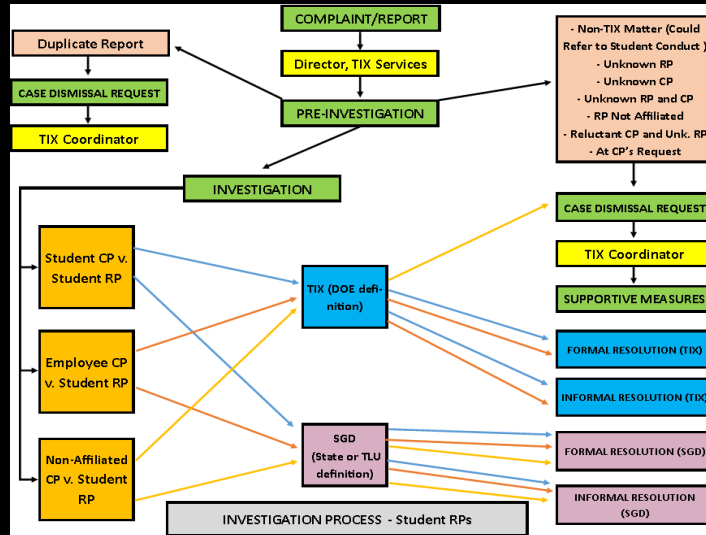 COMPLAINT/REPORT
Director, TIX Services
PRE-INVESTIGATION
Duplicate Report
CASE DISMISSAL REQUEST
TIX Coordinator
- Non-TIX Matter (Could
Refer to Student Conduct )
- Unknown RP
- Unknown CP
- Unknown RP and CP
- RP Not Affiliated
- Reluctant CP and Unk. RP
- At CP's Request
CASE DISMISSAL REQUEST
TIX Coordinator
SUPPORTIVE MEASURES
INVESTIGATION
Student CP v.
Student RP
Employee CP
v. Student RP
Non-Affiliated
CP v. Student
RP
TIX (DOE defi-
nition)
SGD
(State or TLU
definition)
FORMAL RESOLUTION (TIX)
INFORMAL RESOLUTION (TIX)
FORMAL RESOLUTION (SGD)
INFORMAL RESOLUTION
(SGD)
INVESTIGATION PROCESS - Student RPs